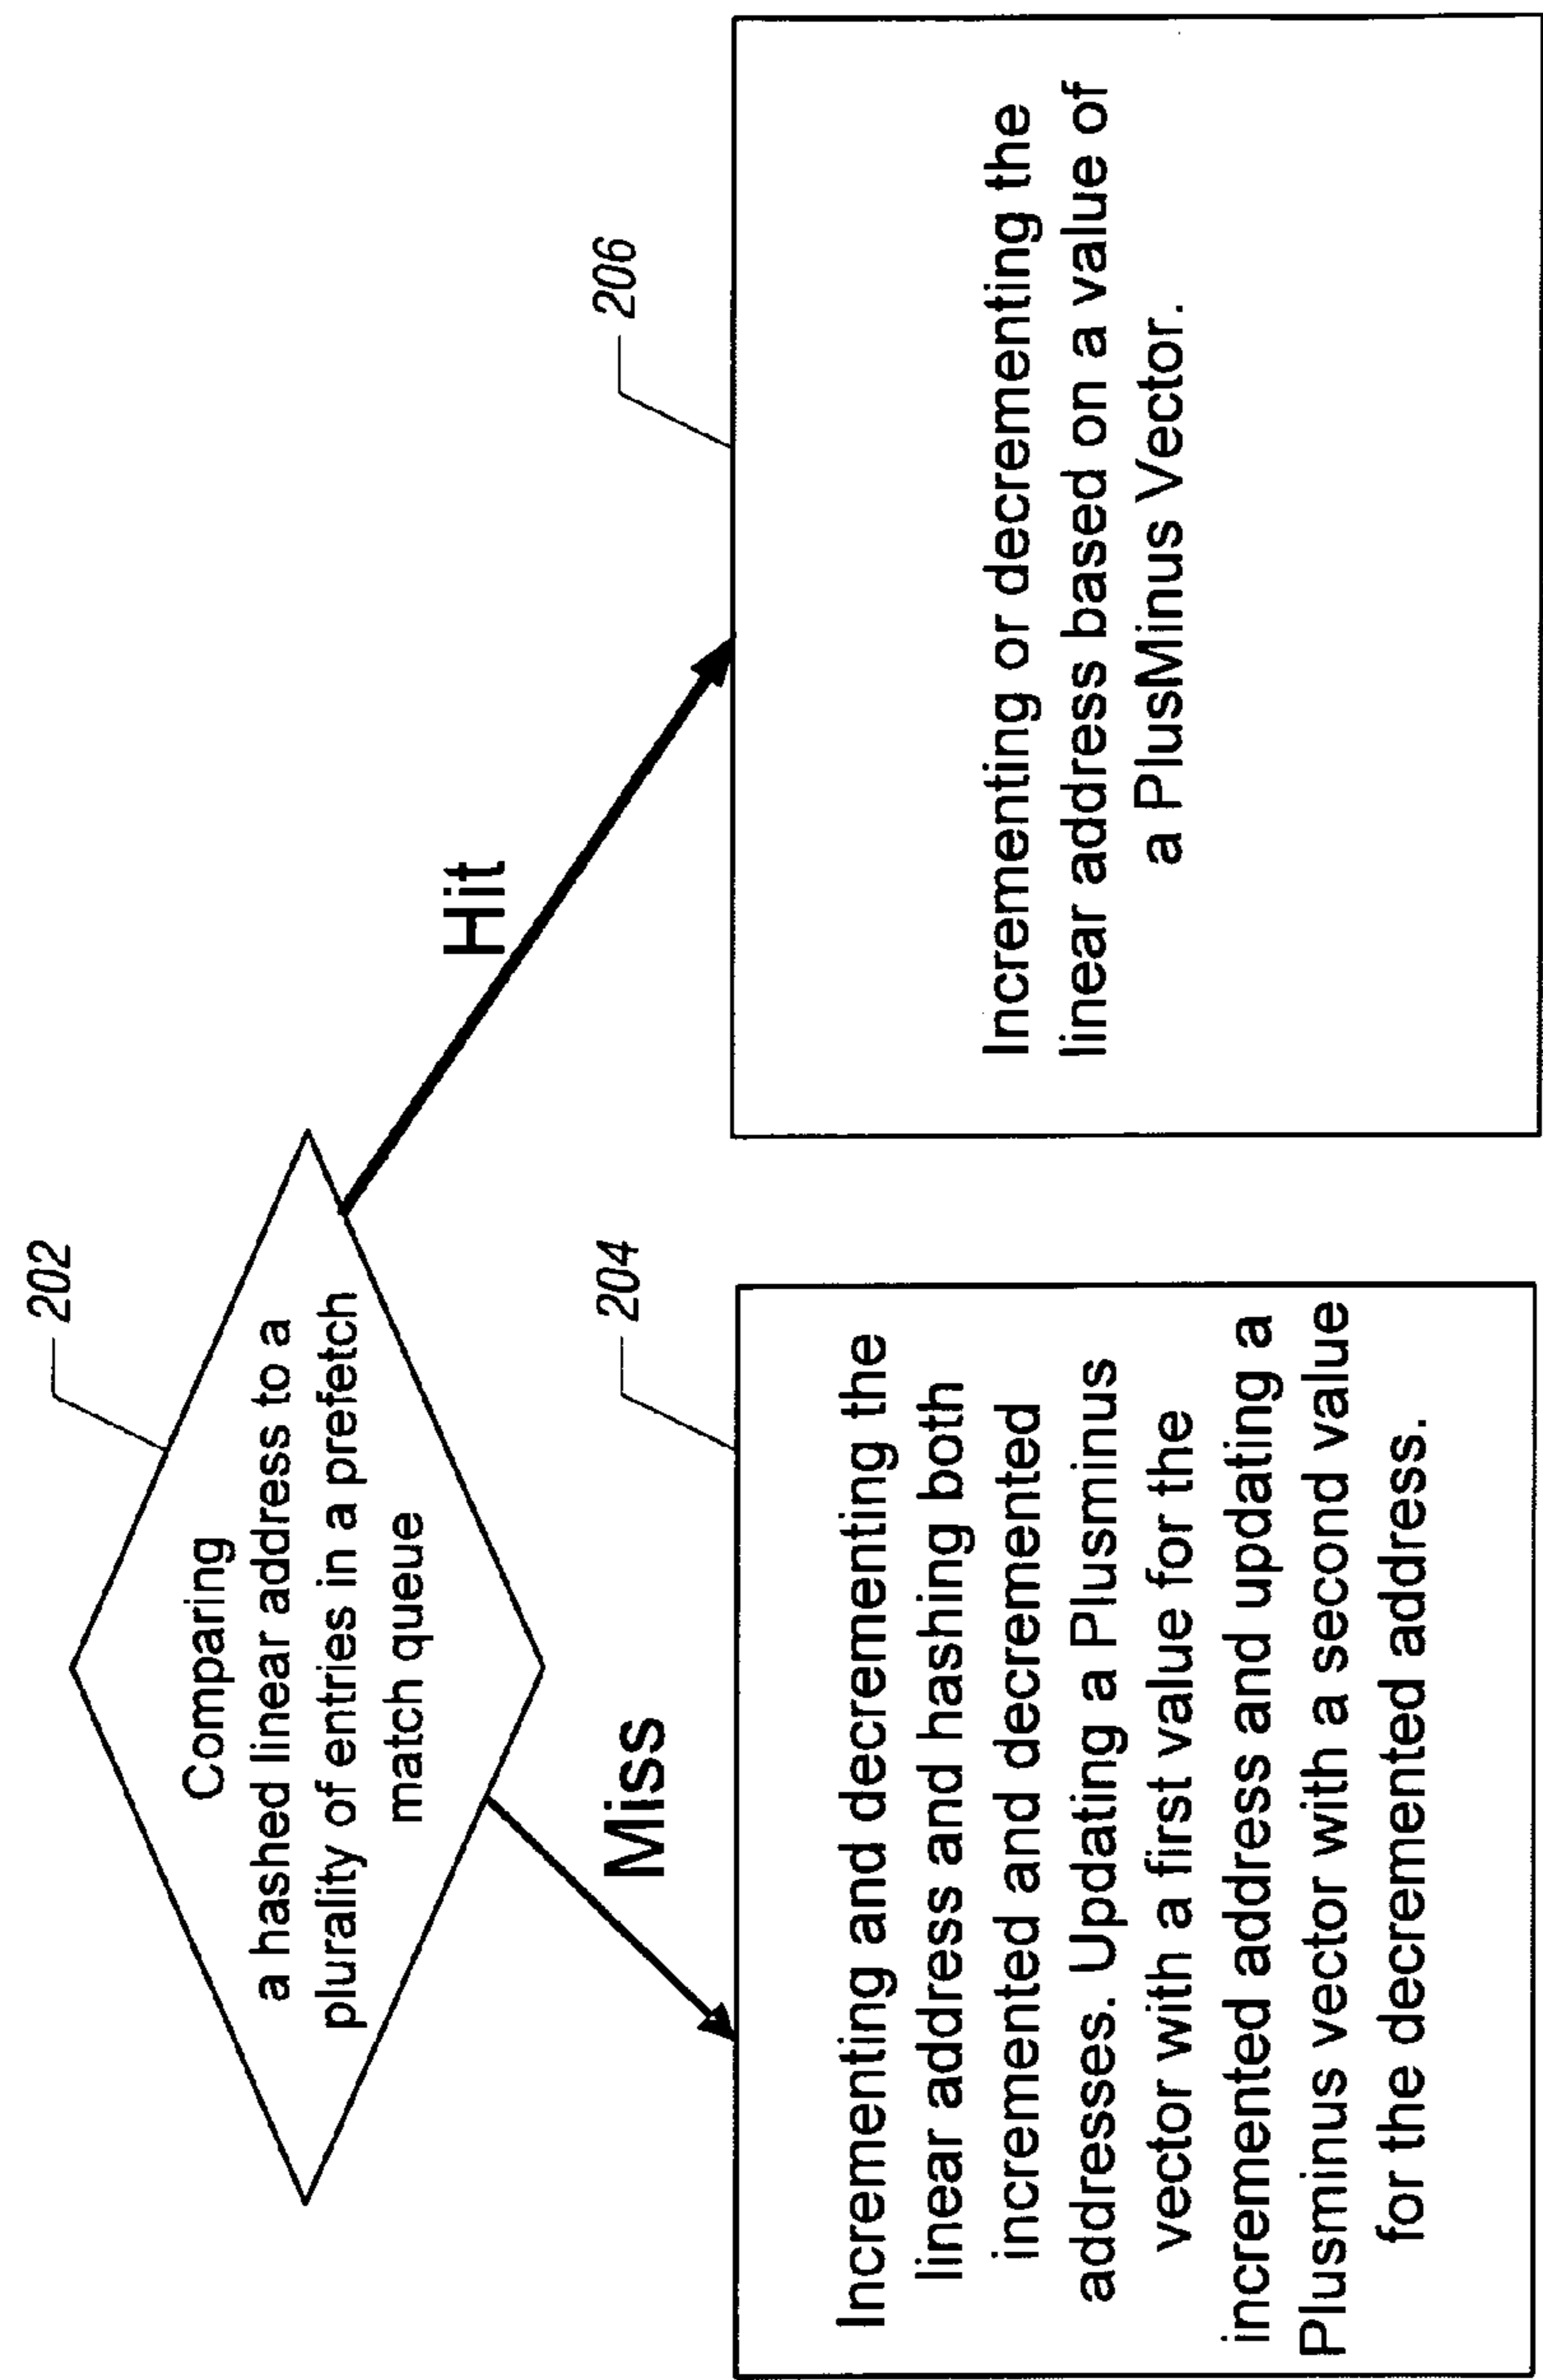 202
Comparing
a hashed linear address to a
plurality of entries in a prefetch
match queue
Miss
Hit
204
Incrementing and decrementing the
linear address and hashing both
incremented and decremented
addresses. Updating a Plusminus
vector with a first value for the
incremented address and updating a
Plusminus vector with a second value
for the decremented address.
206
Incrementing or decrementing the
linear address based on a value of
a PlusMinus Vector.